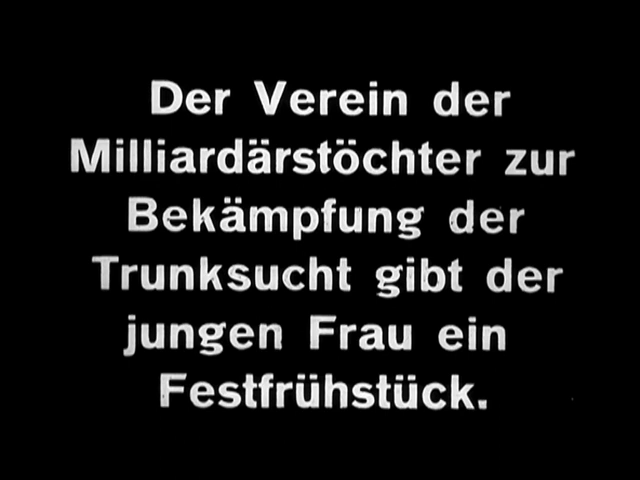 Der Verein der
Milliardärstöchter zur
Bekämpfung der
Trunksucht gibt der
jungen Frau ein
Festfrühstück.